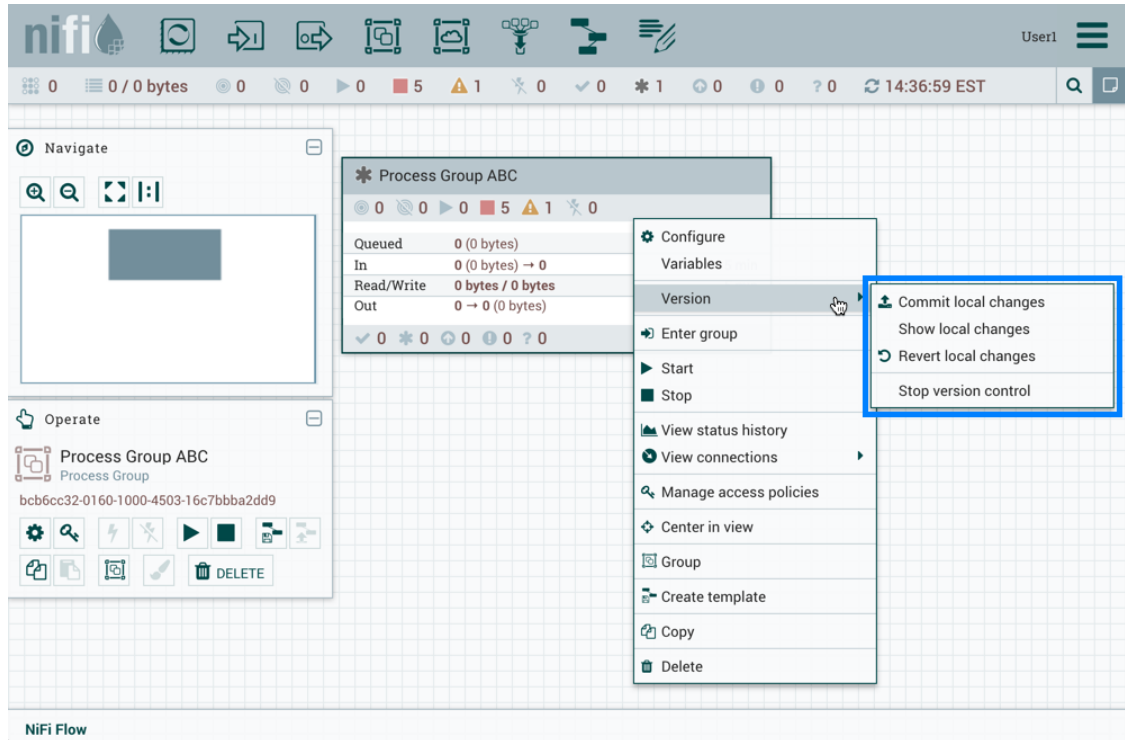 nifi
User1
0 0 / 0 bytes 0 0 0 5 1 0 0 1 0 0 ? 0 14:36:59 EST
Navigate
Process Group ABC
0 0 0 5 1 0
Queued 0 (0 bytes)
In 0 (0 bytes) → 0
Read/Write 0 bytes / 0 bytes
Out 0 → 0 (0 bytes)
0 0 0 0 ? 0
Configure
Variables
Version
Enter group
Start
Stop
View status history
View connections
Manage access policies
Center in view
Group
Create template
Copy
Delete
Commit local changes
Show local changes
Revert local changes
Stop version control
Operate
Process Group ABC
Process Group
bcb6cc32-0160-1000-4503-16c7bbba2dd9
DELETE
NiFi Flow